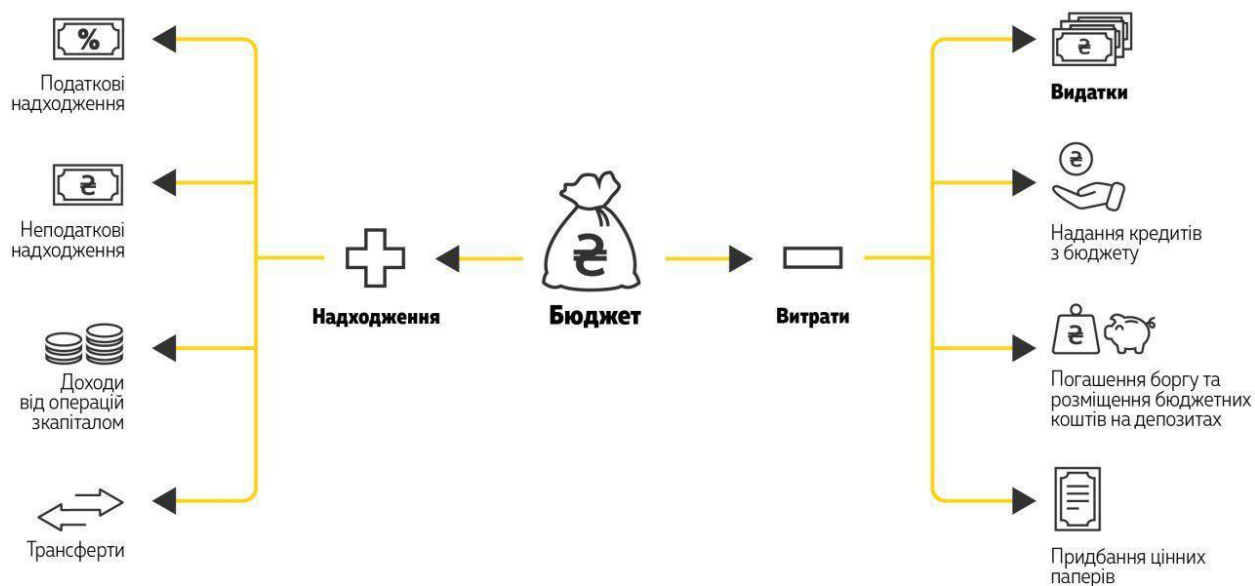 %
Податкові
надходження
₴
Неподаткові
надходження
Доходи
від операцій
зкапіталом
Трансферти
Надходження
₴
Бюджет
Витрати
₴
Видатки
₴
Надання кредитів
з бюджету
₴
Погашення боргу та
розміщення бюджетних
коштів на депозитах
Придбання цінних
паперів